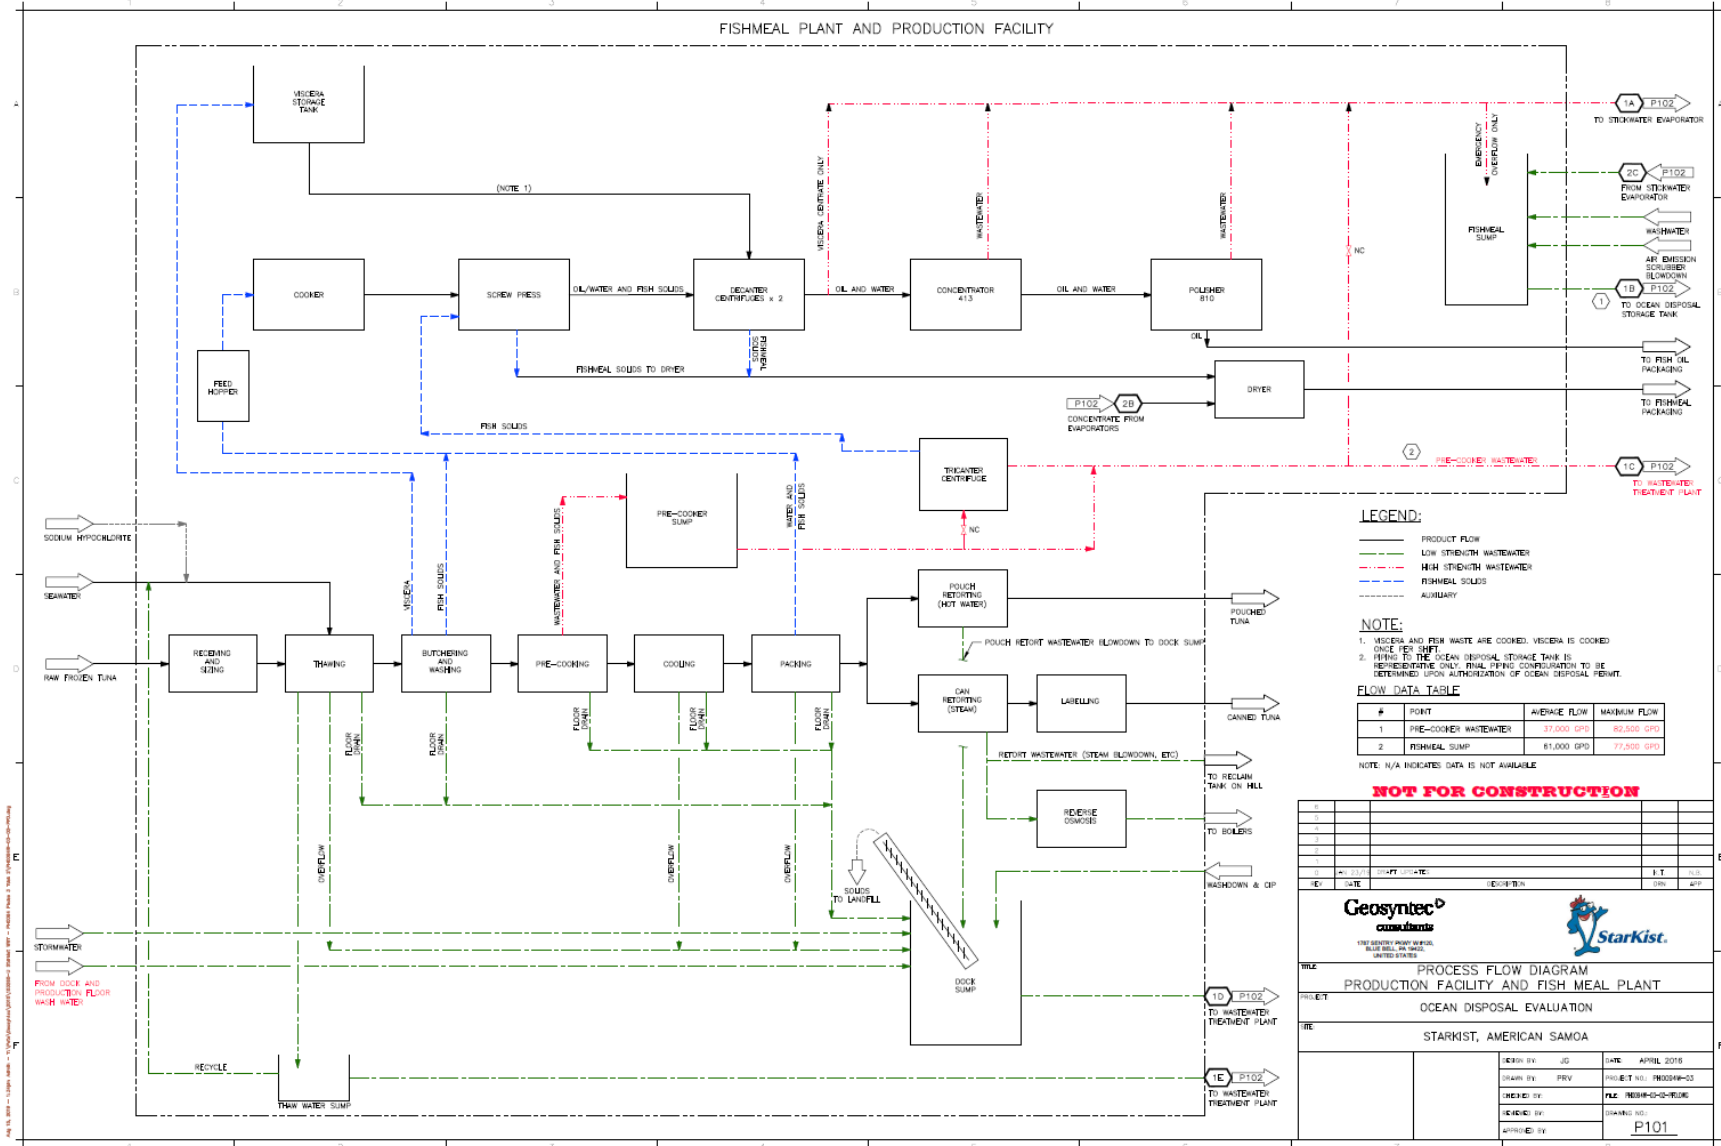 FISHMEAL PLANT AND PRODUCTION FACILITY
VISCERA
STORAGE
TANK
(NOTE 1)
VISCERA CENTRATE ONLY
WASTEWATER
WASTEWATER
EMERGENCY
OVERFLOW ONLY
1A P102
TO STICKWATER EVAPORATOR
2C P102
FROM STICKWATER
EVAPORATOR
WASHWATER
AIR EMISSION
SCRUBBER
BLOWDOWN
1B P102
1
TO OCEAN DISPOSAL
STORAGE TANK
FISHMEAL
SUMP
NC
COOKER
SCREW PRESS
OIL/WATER AND FISH SOLIDS
DECANTER
CENTRIFUGES x 2
OIL AND WATER
CONCENTRATOR
413
OIL AND WATER
POLISHER
810
OIL
TO FISH OIL
PACKAGING
FEED
HOPPER
FISHMEAL
SOLIDS
FISHMEAL SOLIDS TO DRYER
DRYER
P102 2B
CONCENTRATE FROM
EVAPORATORS
TO FISHMEAL
PACKAGING
FISH SOLIDS
TRICANTER
CENTRIFUGE
2
PRE-COOKER WASTEWATER
1C P102
TO WASTEWATER
TREATMENT PLANT
PRE-COOKER
SUMP
NC
WATER AND
FISH SOLIDS
WASTEWATER AND FISH SOLIDS
FISH SOLIDS
VISCERA
SODIUM HYPOCHLORITE
SEAWATER
RAW FROZEN TUNA
RECEIVING
AND
SIZING
THAWING
BUTCHERING
AND
WASHING
PRE-COOKING
COOLING
PACKING
POUCH
RETORTING
(HOT WATER)
POUCHED
TUNA
POUCH RETORT WASTEWATER BLOWDOWN TO DOCK SUMP
CAN
RETORTING
(STEAM)
LABELLING
CANNED TUNA
FLOOR
DRAIN
FLOOR
DRAIN
FLOOR
DRAIN
FLOOR
DRAIN
FLOOR
DRAIN
RETORT WASTEWATER (STEAM BLOWDOWN, ETC)
TO RECLAIM
TANK ON HILL
REVERSE
OSMOSIS
TO BOILERS
OVERFLOW
OVERFLOW
OVERFLOW
SOLIDS
TO LANDFILL
WASHDOWN & CIP
STORMWATER
FROM DOCK AND
PRODUCTION FLOOR
WASH WATER
DOCK
SUMP
1D P102
TO WASTEWATER
TREATMENT PLANT
RECYCLE
THAW WATER SUMP
1E P102
TO WASTEWATER
TREATMENT PLANT
LEGEND:
PRODUCT FLOW
LOW STRENGTH WASTEWATER
HIGH STRENGTH WASTEWATER
FISHMEAL SOLIDS
AUXILIARY
NOTE:
1. VISCERA AND FISH WASTE ARE COOKED. VISCERA IS COOKED
ONCE PER SHIFT.
2. PIPING TO THE OCEAN DISPOSAL STORAGE TANK IS
REPRESENTATIVE ONLY. FINAL PIPING CONFIGURATION TO BE
DETERMINED UPON AUTHORIZATION OF OCEAN DISPOSAL PERMIT.
FLOW DATA TABLE
# POINT AVERAGE FLOW MAXIMUM FLOW
1 PRE-COOKER WASTEWATER 37,000 GPD 82,500 GPD
2 FISHMEAL SUMP 61,000 GPD 77,500 GPD
NOTE: N/A INDICATES DATA IS NOT AVAILABLE
NOT FOR CONSTRUCTION
0 DRAFT UPDATES
REV DATE DESCRIPTION DRN APP
Geosyntec
consultants
BLUE BELL, PA 19422,
UNITED STATES
StarKist.
TITLE
PROCESS FLOW DIAGRAM
PRODUCTION FACILITY AND FISH MEAL PLANT
PROJECT
OCEAN DISPOSAL EVALUATION
SITE:
STARKIST, AMERICAN SAMOA
DESIGN BY: JG DATE: APRIL 2016
DRAWN BY: PRV PROJECT NO.:
CHECKED BY: FILE:
REVIEWED BY: DRAWING NO.:
APPROVED BY: P101